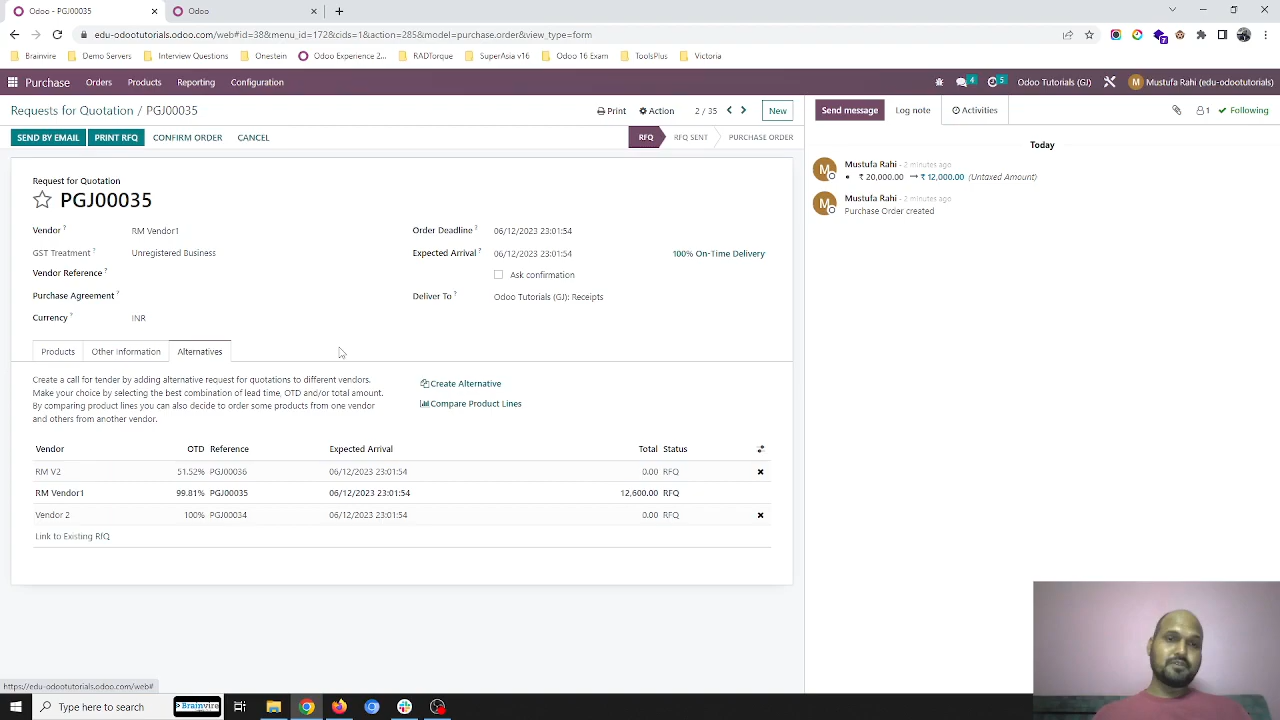 Odoo - PGJ00035
Odoo
edu-odootutorials.odoo.com/web#id=38&menu_id=172&cids=1&action=285&model=purchase.order&view_type=form
7
Brainvire Demo Servers Interview Questions Onestein Odoo Experience 2... RADTorque SuperAsia v16 Odoo 16 Exam ToolsPlus Victoria
Purchase Orders Products Reporting Configuration 4 5 Odoo Tutorials (GJ) M Mustufa Rahi (edu-odootutorials)
Requests for Quotation / PGJ00035 Print Action 2 / 35 New
SEND BY EMAIL PRINT RFQ CONFIRM ORDER CANCEL RFQ RFQ SENT PURCHASE ORDER
Send message Log note Activities 1 Following
Today
M Mustufa Rahi - 2 minutes ago
₹ 20,000.00 → ₹ 12,000.00 (Untaxed Amount)
M Mustufa Rahi - 2 minutes ago
Purchase Order created
Request for Quotation
PGJ00035
Vendor ? RM Vendor1
GST Treatment ? Unregistered Business
Vendor Reference ?
Purchase Agreement ?
Currency ? INR
Order Deadline ? 06/12/2023 23:01:54
Expected Arrival ? 06/12/2023 23:01:54 100% On-Time Delivery
Ask confirmation
Deliver To ? Odoo Tutorials (GJ): Receipts
Products Other Information Alternatives
Create a call for tender by adding alternative request for quotations to different vendors.
Make your choice by selecting the best combination of lead time, OTD and/or total amount.
By comparing product lines you can also decide to order some products from one vendor
and others from another vendor.
Create Alternative
Compare Product Lines
Vendor OTD Reference Expected Arrival Total Status
RM V2 51.52% PGJ00036 06/12/2023 23:01:54 0.00 RFQ
RM Vendor1 99.81% PGJ00035 06/12/2023 23:01:54 12,600.00 RFQ
Vendor 2 100% PGJ00034 06/12/2023 23:01:54 0.00 RFQ
Link to Existing RfQ
https://edu-odootutorials.odoo.com/web#
Type here to search
> Brainvire